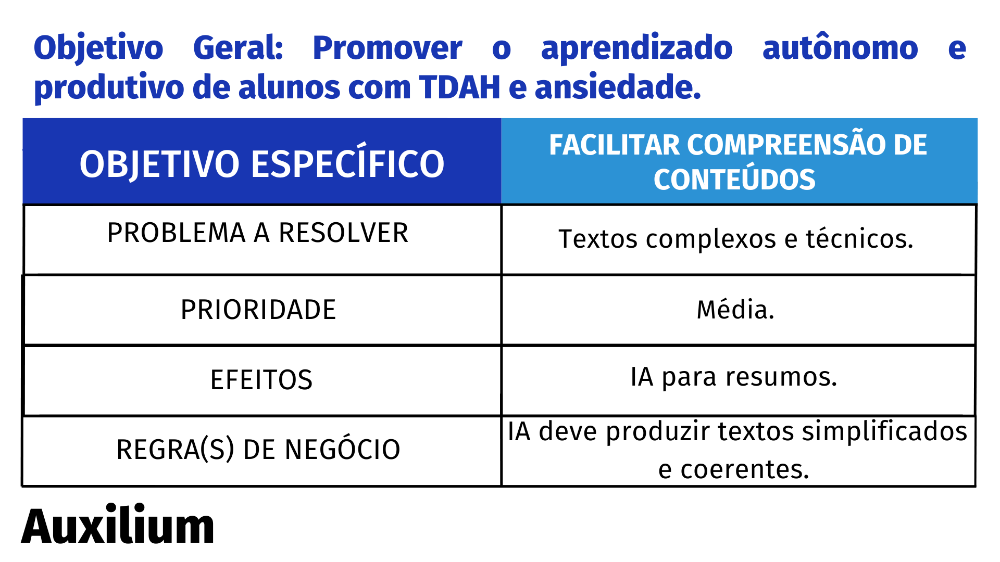 Objetivo Geral: Promover o aprendizado autônomo e
produtivo de alunos com TDAH e ansiedade.
OBJETIVO ESPECÍFICO
FACILITAR COMPREENSÃO DE
CONTEÚDOS
PROBLEMA A RESOLVER
Textos complexos e técnicos.
PRIORIDADE
Média.
EFEITOS
IA para resumos.
REGRA(S) DE NEGÓCIO
IA deve produzir textos simplificados
e coerentes.
Auxilium